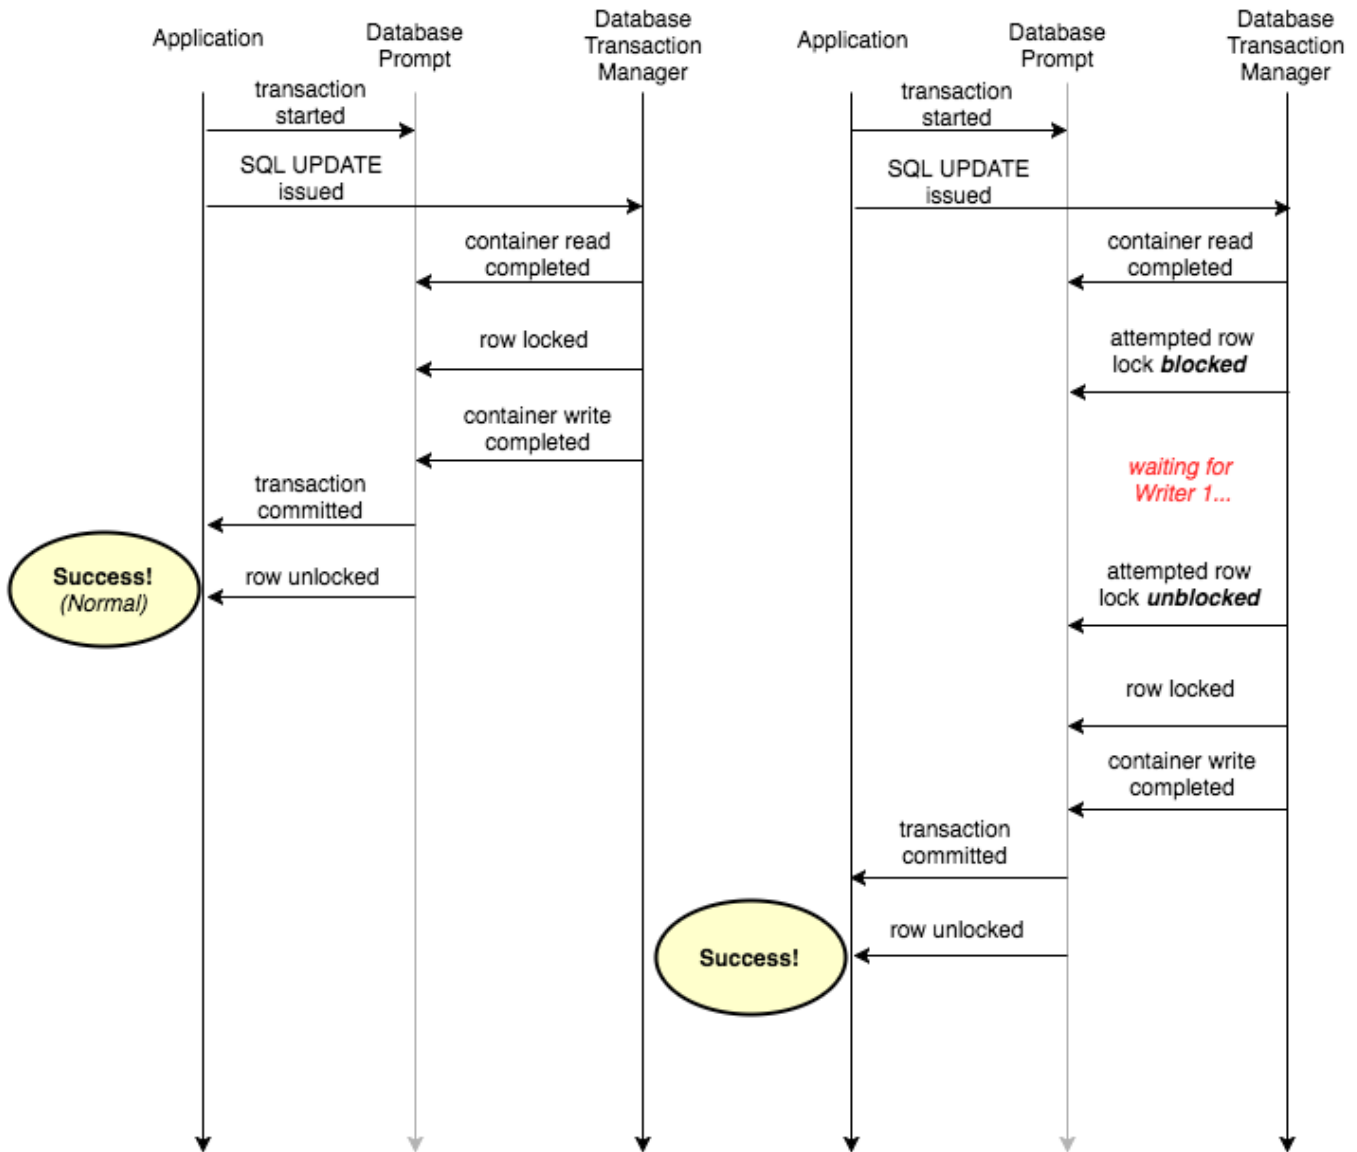 Application
Database
Prompt
Database
Transaction
Manager
transaction
started
SQL UPDATE
issued
container read
completed
row locked
container write
completed
transaction
committed
row unlocked
Success!
(Normal)
Application
Database
Prompt
Database
Transaction
Manager
transaction
started
SQL UPDATE
issued
container read
completed
attempted row
lock blocked
waiting for
Writer 1...
attempted row
lock unblocked
row locked
container write
completed
transaction
committed
row unlocked
Success!